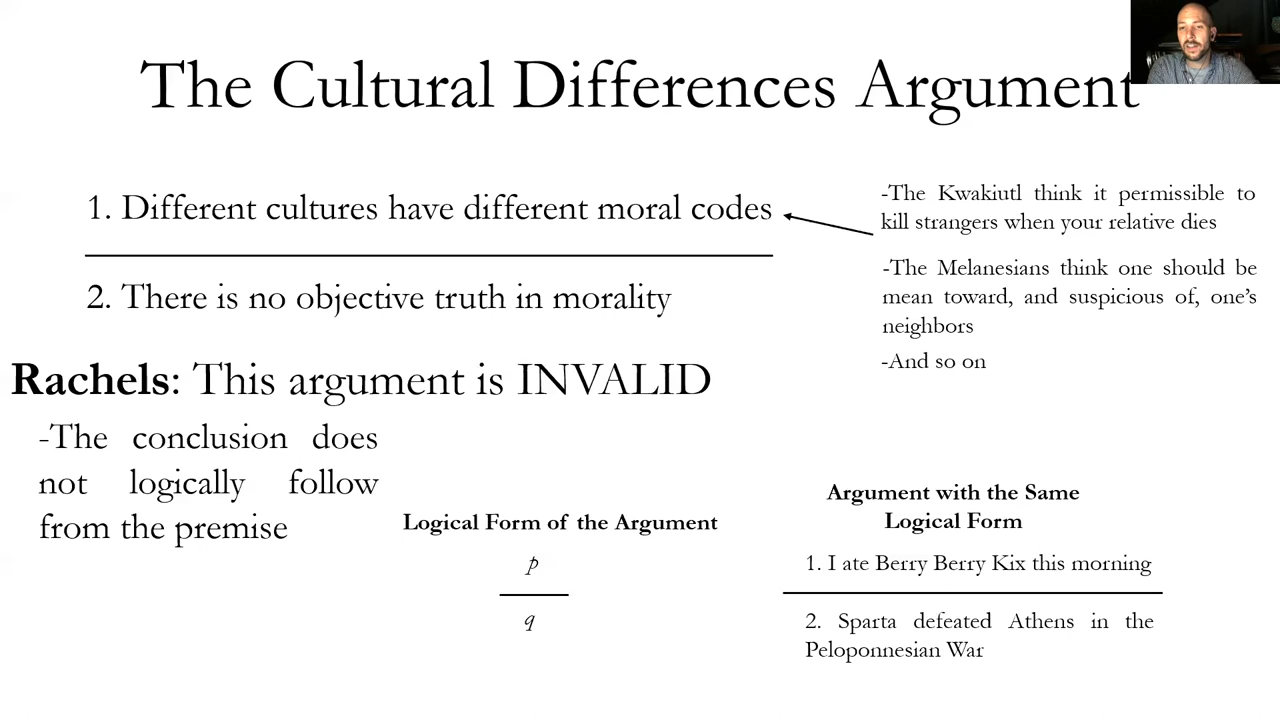 The Cultural Differences Argument
1. Different cultures have different moral codes
2. There is no objective truth in morality
-The Kwakiutl think it permissible to
kill strangers when your relative dies
-The Melanesians think one should be
mean toward, and suspicious of, one’s
neighbors
-And so on
Rachels: This argument is INVALID
-The conclusion does
not logically follow
from the premise
Logical Form of the Argument
p
q
Argument with the Same
Logical Form
1. I ate Berry Berry Kix this morning
2. Sparta defeated Athens in the
Peloponnesian War